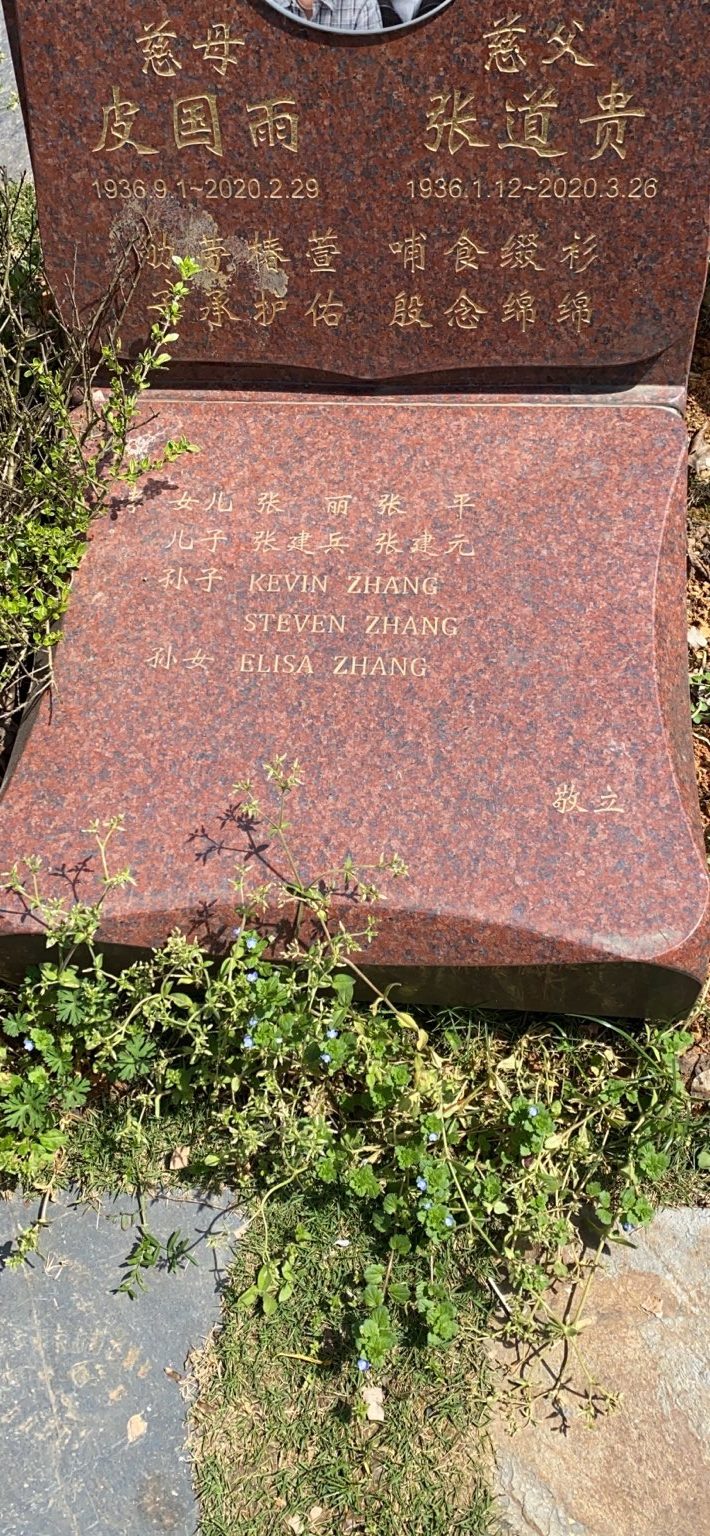 慈母 慈父
皮国雨 张道贵
1936.9.1~2020.2.29 1936.1.12~2020.3.26
椿萱 哺食缀衫
承护佑 殷念绵绵
女儿 张 丽 张 平
儿子 张建兵 张建元
孙子 KEVIN ZHANG
STEVEN ZHANG
孙女 ELISA ZHANG
敬立